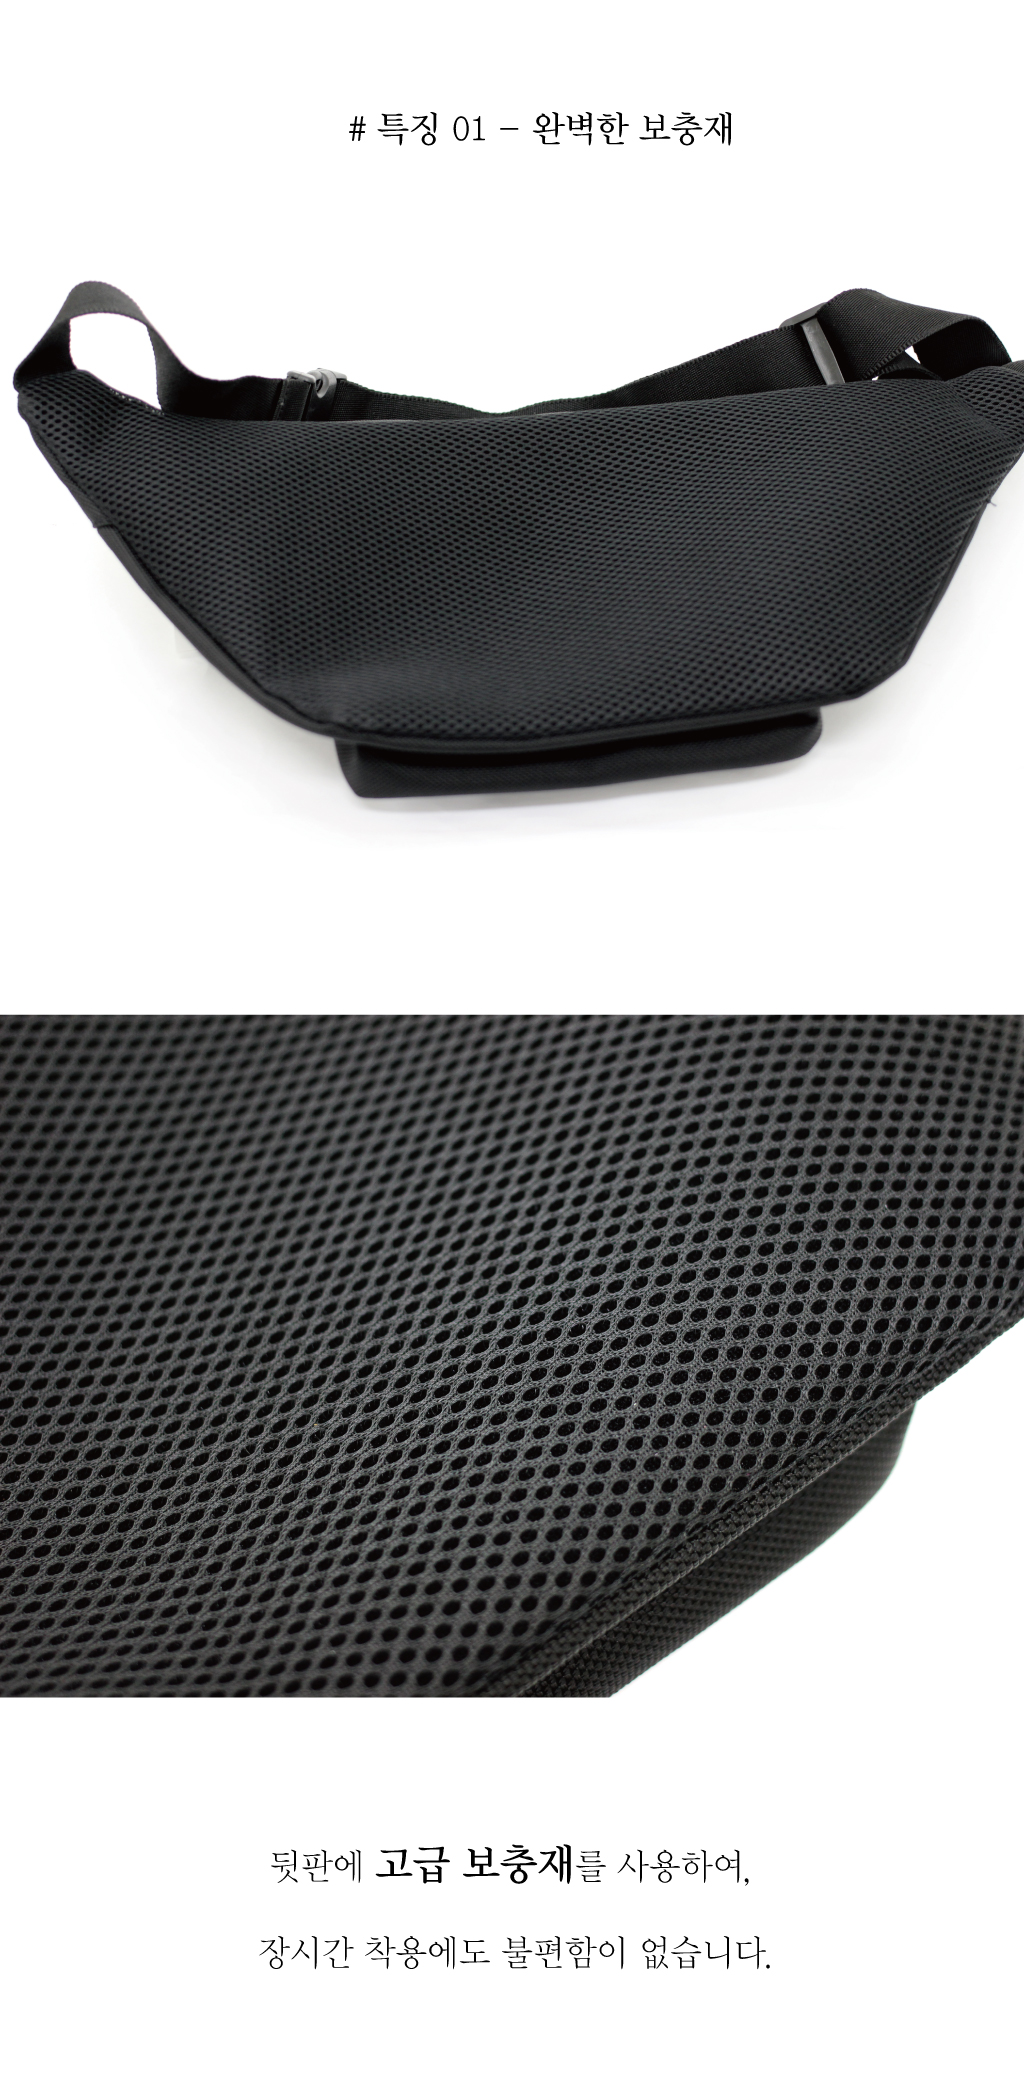 # 특징 01 - 완벽한 보충재
뒷판에 고급 보충재를 사용하여,
장시간 착용에도 불편함이 없습니다.